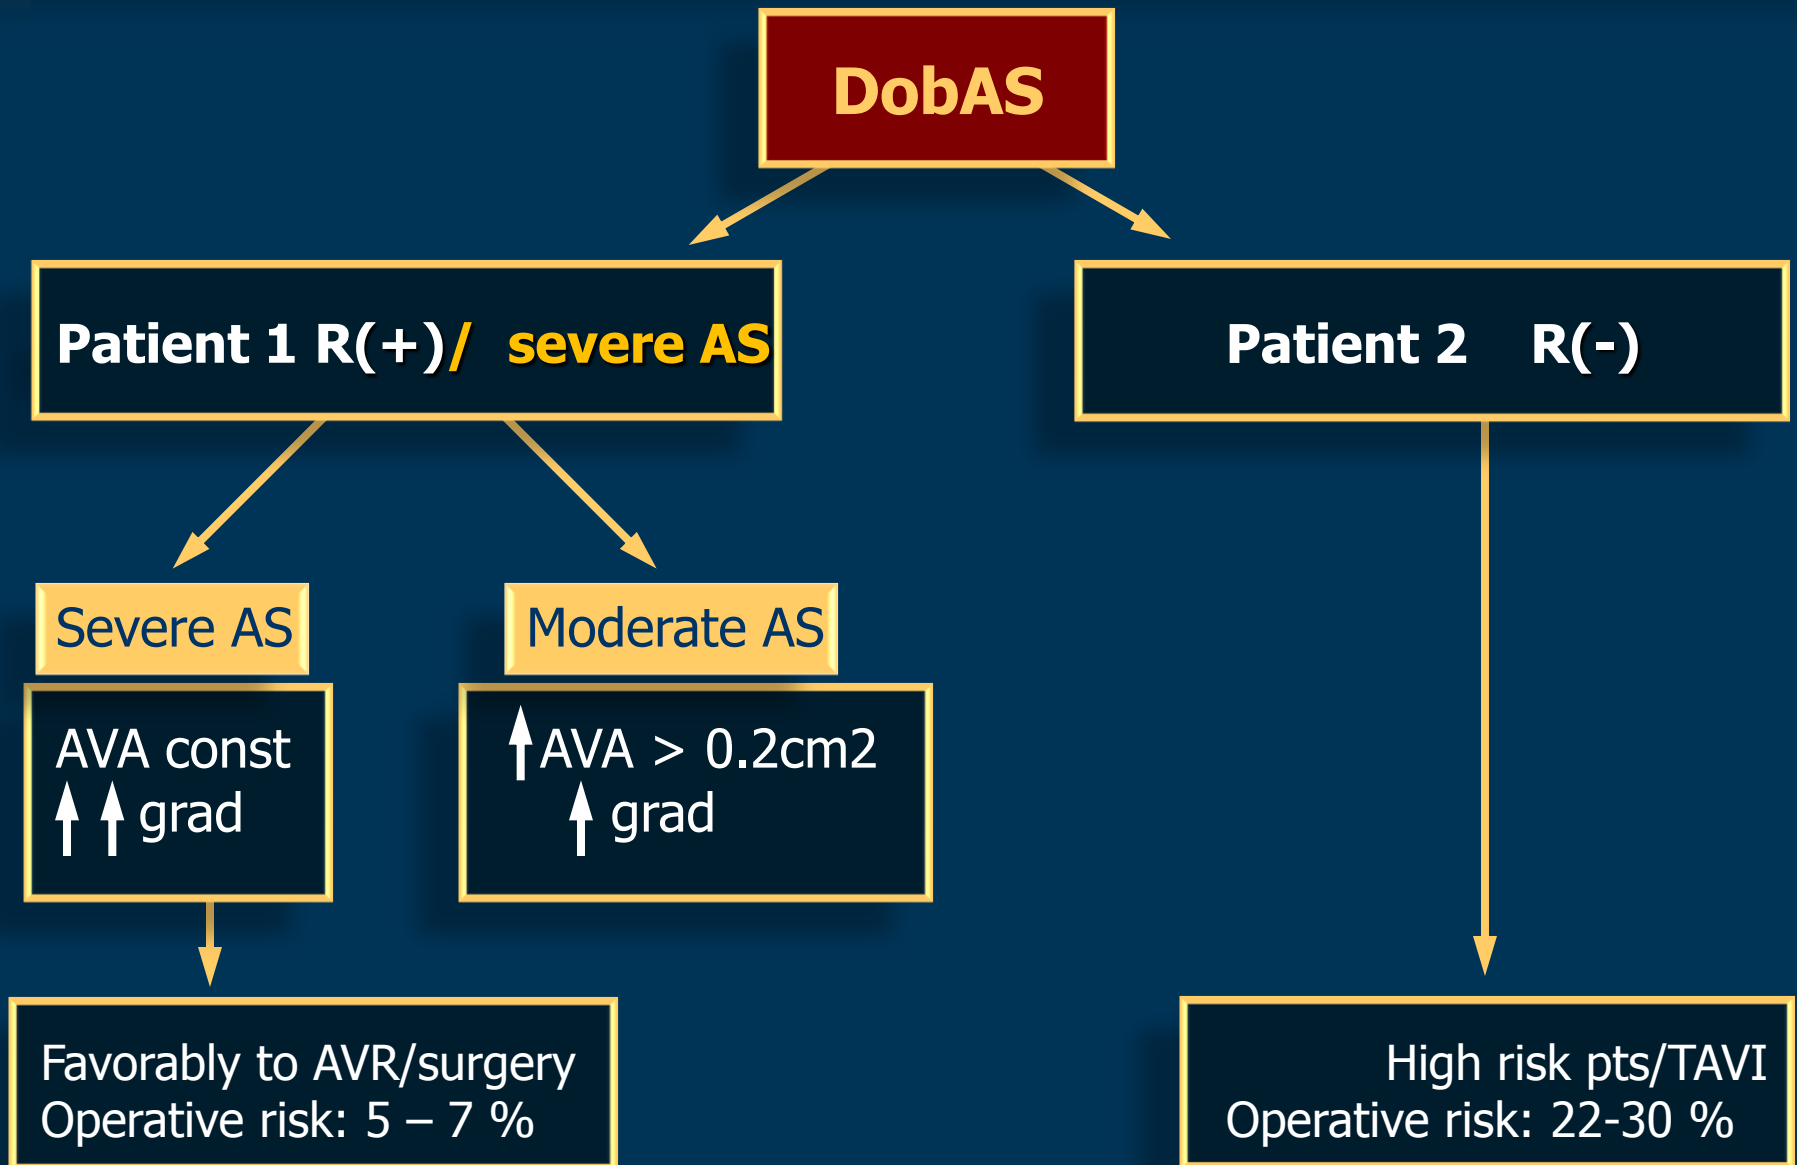 DobAS
Patient 1 R(+)/ severe AS
Patient 2 R(-)
Severe AS
Moderate AS
AVA const
↑ ↑ grad
↑AVA > 0.2cm2
↑ grad
Favorably to AVR/surgery
Operative risk: 5 – 7 %
High risk pts/TAVI
Operative risk: 22-30 %